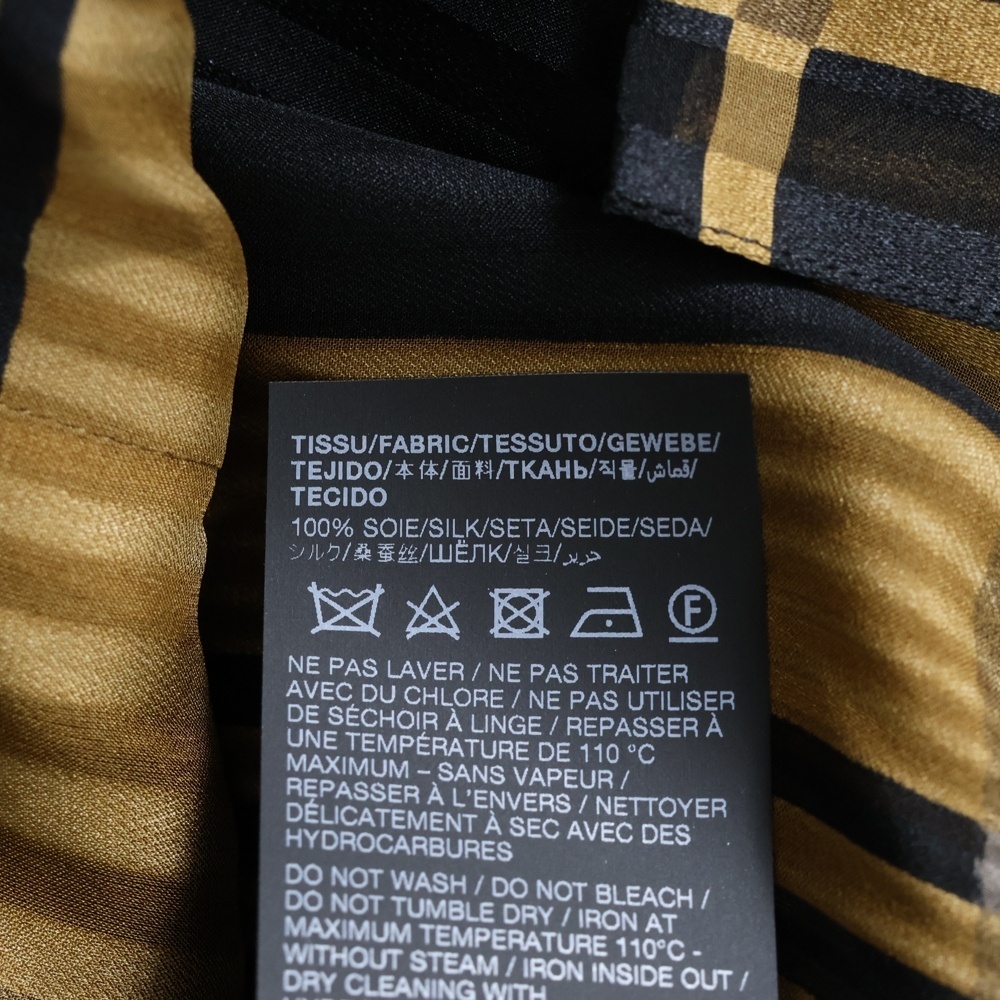 TISSU/FABRIC/TESSUTO/GEWEBE/
TEJIDO/本体/面料/ТКАНЬ/직물/قماش/
TECIDO
100% SOIE/SILK/SETA/SEIDE/SEDA/
シルク/桑蚕丝/ШЁЛК/실크/حرير
F
NE PAS LAVER / NE PAS TRAITER
AVEC DU CHLORE / NE PAS UTILISER
DE SÉCHOIR À LINGE / REPASSER À
UNE TEMPÉRATURE DE 110 °C
MAXIMUM – SANS VAPEUR /
REPASSER À L'ENVERS / NETTOYER
DÉLICATEMENT À SEC AVEC DES
HYDROCARBURES
DO NOT WASH / DO NOT BLEACH /
DO NOT TUMBLE DRY / IRON AT
MAXIMUM TEMPERATURE 110°C -
WITHOUT STEAM / IRON INSIDE OUT /
DRY CLEANING WITH